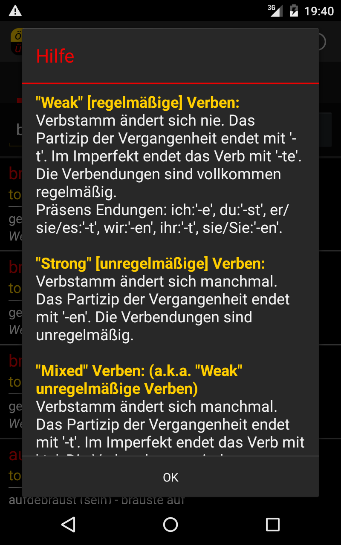 3G
19:40
Hilfe
"Weak" [regelmäßige] Verben:
Verbstamm ändert sich nie. Das
Partizip der Vergangenheit endet mit '-
t'. Im Imperfekt endet das Verb mit '-te'.
Die Verbendungen sind vollkommen
regelmäßig.
Präsens Endungen: ich:'-e', du:'-st', er/
sie/es:'-t', wir:'-en', ihr:'-t', sie/Sie:'-en'.
"Strong" [unregelmäßige] Verben:
Verbstamm ändert sich manchmal.
Das Partizip der Vergangenheit endet
mit '-en'. Die Verbendungen sind
unregelmäßig.
"Mixed" Verben: (a.k.a. "Weak"
unregelmäßige Verben)
Verbstamm ändert sich manchmal.
Das Partizip der Vergangenheit endet
mit '-t'. Im Imperfekt endet das Verb mit
OK
aufgebraust (sein) - brauste auf